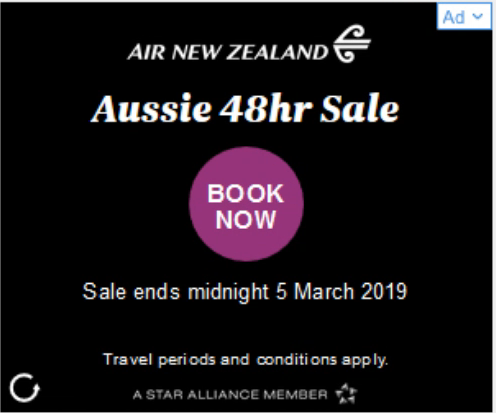 Ad
AIR NEW ZEALAND
Aussie 48hr Sale
BOOK
NOW
Sale ends midnight 5 March 2019
Travel periods and conditions apply.
A STAR ALLIANCE MEMBER